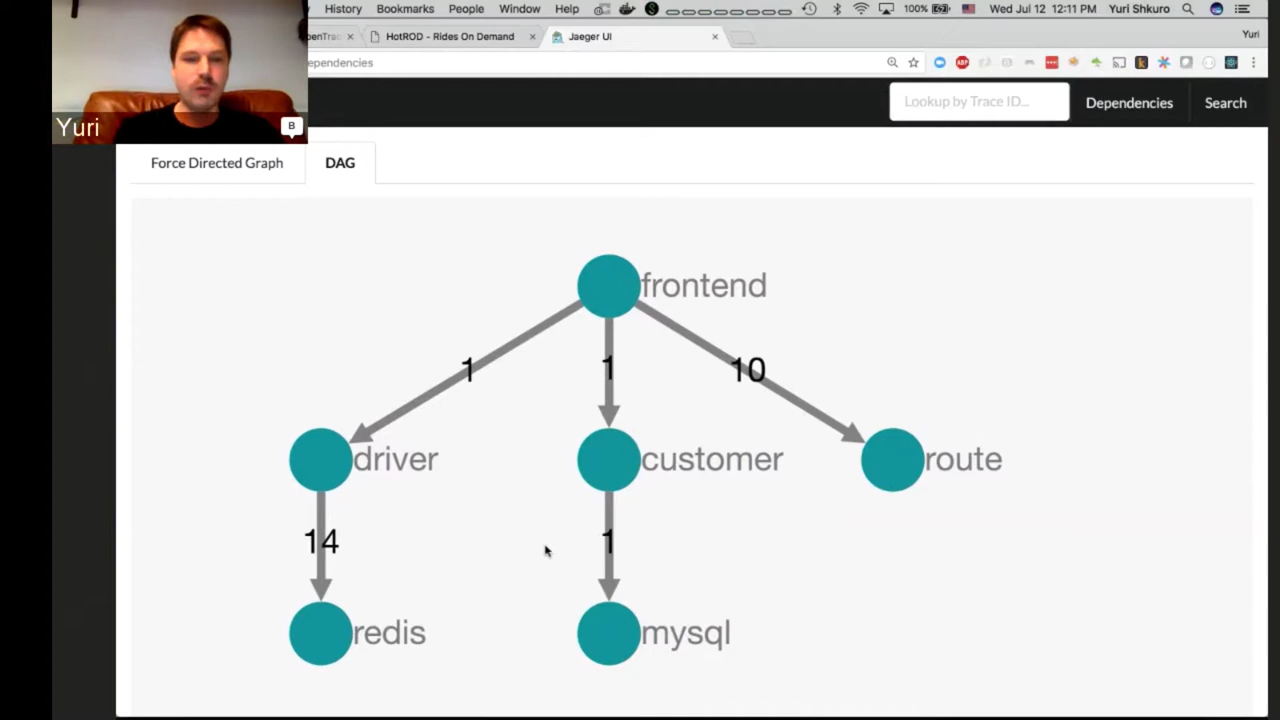 History Bookmarks People Window Help 100% Wed Jul 12 12:11 PM Yuri Shkuro
HotROD - Rides On Demand Jaeger UI Yuri
ependencies
Yuri B
Lookup by Trace ID... Dependencies Search
Force Directed Graph DAG
frontend
1 1 10
driver customer route
14 1
redis mysql